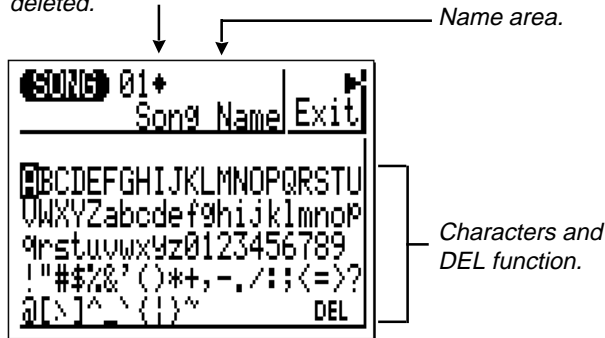 deleted.
Name area.
SONG 01♦
Song Name Exit
ABCDEFGHIJKLMNOPQRSTU
VWXYZabcdefghijklmnop
qrstuvwxyz0123456789
!"#$%&'()*+,-./:;<=>?
@[\]^_`{|}~ DEL
Characters and
DEL function.